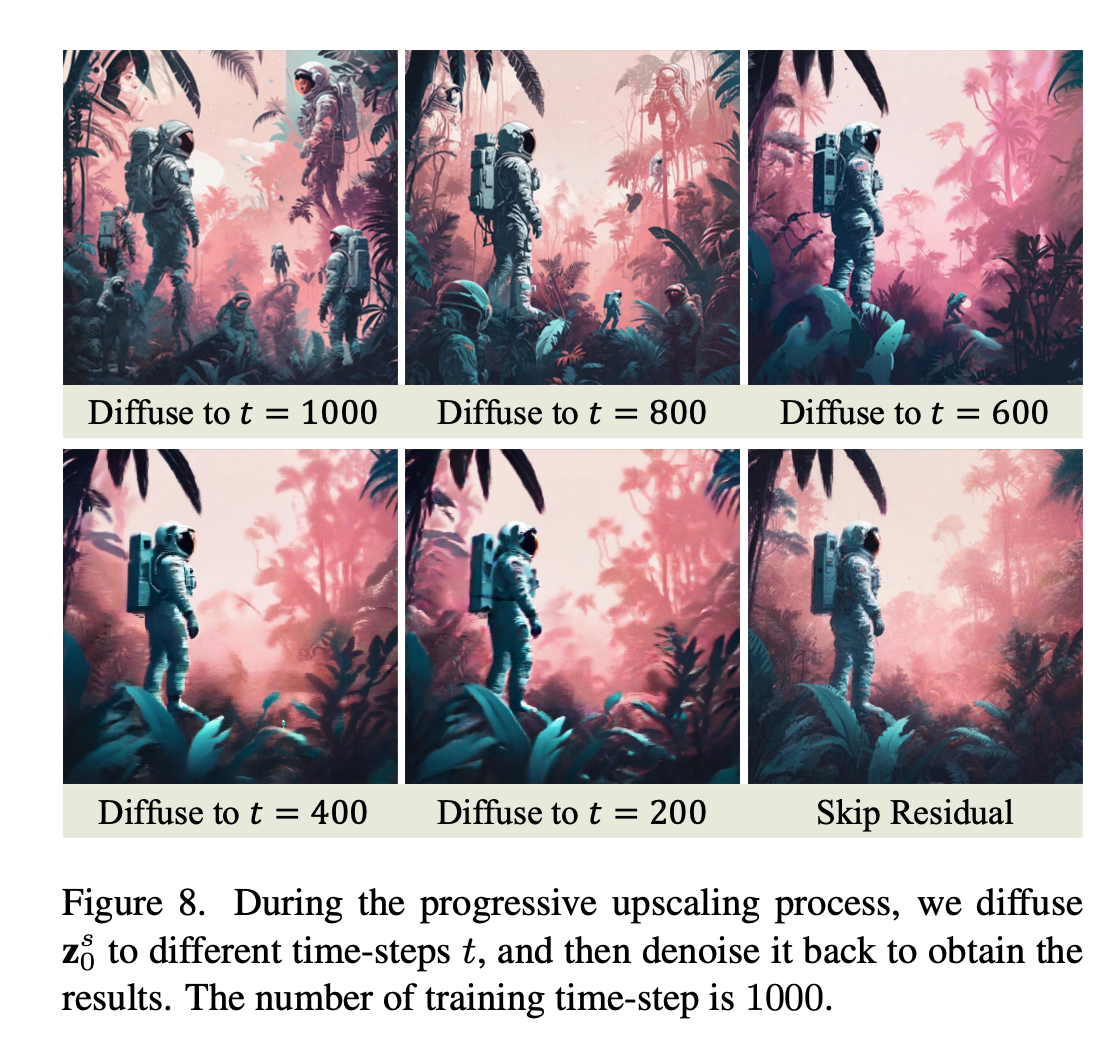 Diffuse to t = 1000
Diffuse to t = 800
Diffuse to t = 600
Diffuse to t = 400
Diffuse to t = 200
Skip Residual
Figure 8. During the progressive upscaling process, we diffuse
z₀ˢ to different time-steps t, and then denoise it back to obtain the
results. The number of training time-step is 1000.